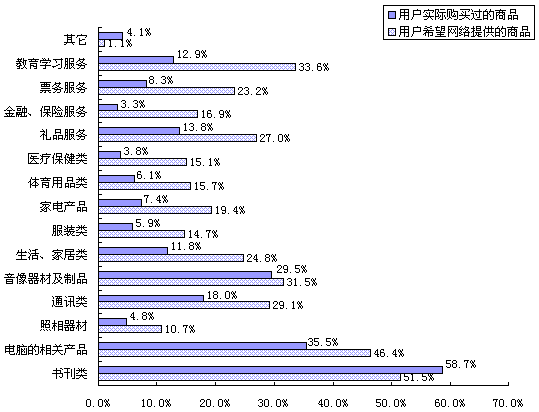 用户实际购买过的商品
用户希望网络提供的商品
其它
4.1%
1.1%
教育学习服务
12.9%
33.6%
票务服务
8.3%
23.2%
金融、保险服务
3.3%
16.9%
礼品服务
13.8%
27.0%
医疗保健类
3.8%
15.1%
体育用品类
6.1%
15.7%
家电产品
7.4%
19.4%
服装类
5.9%
14.7%
生活、家居类
11.8%
24.8%
音像器材及制品
29.5%
31.5%
通讯类
18.0%
29.1%
照相器材
4.8%
10.7%
电脑的相关产品
35.5%
46.4%
书刊类
58.7%
51.5%
0.0% 10.0% 20.0% 30.0% 40.0% 50.0% 60.0% 70.0%